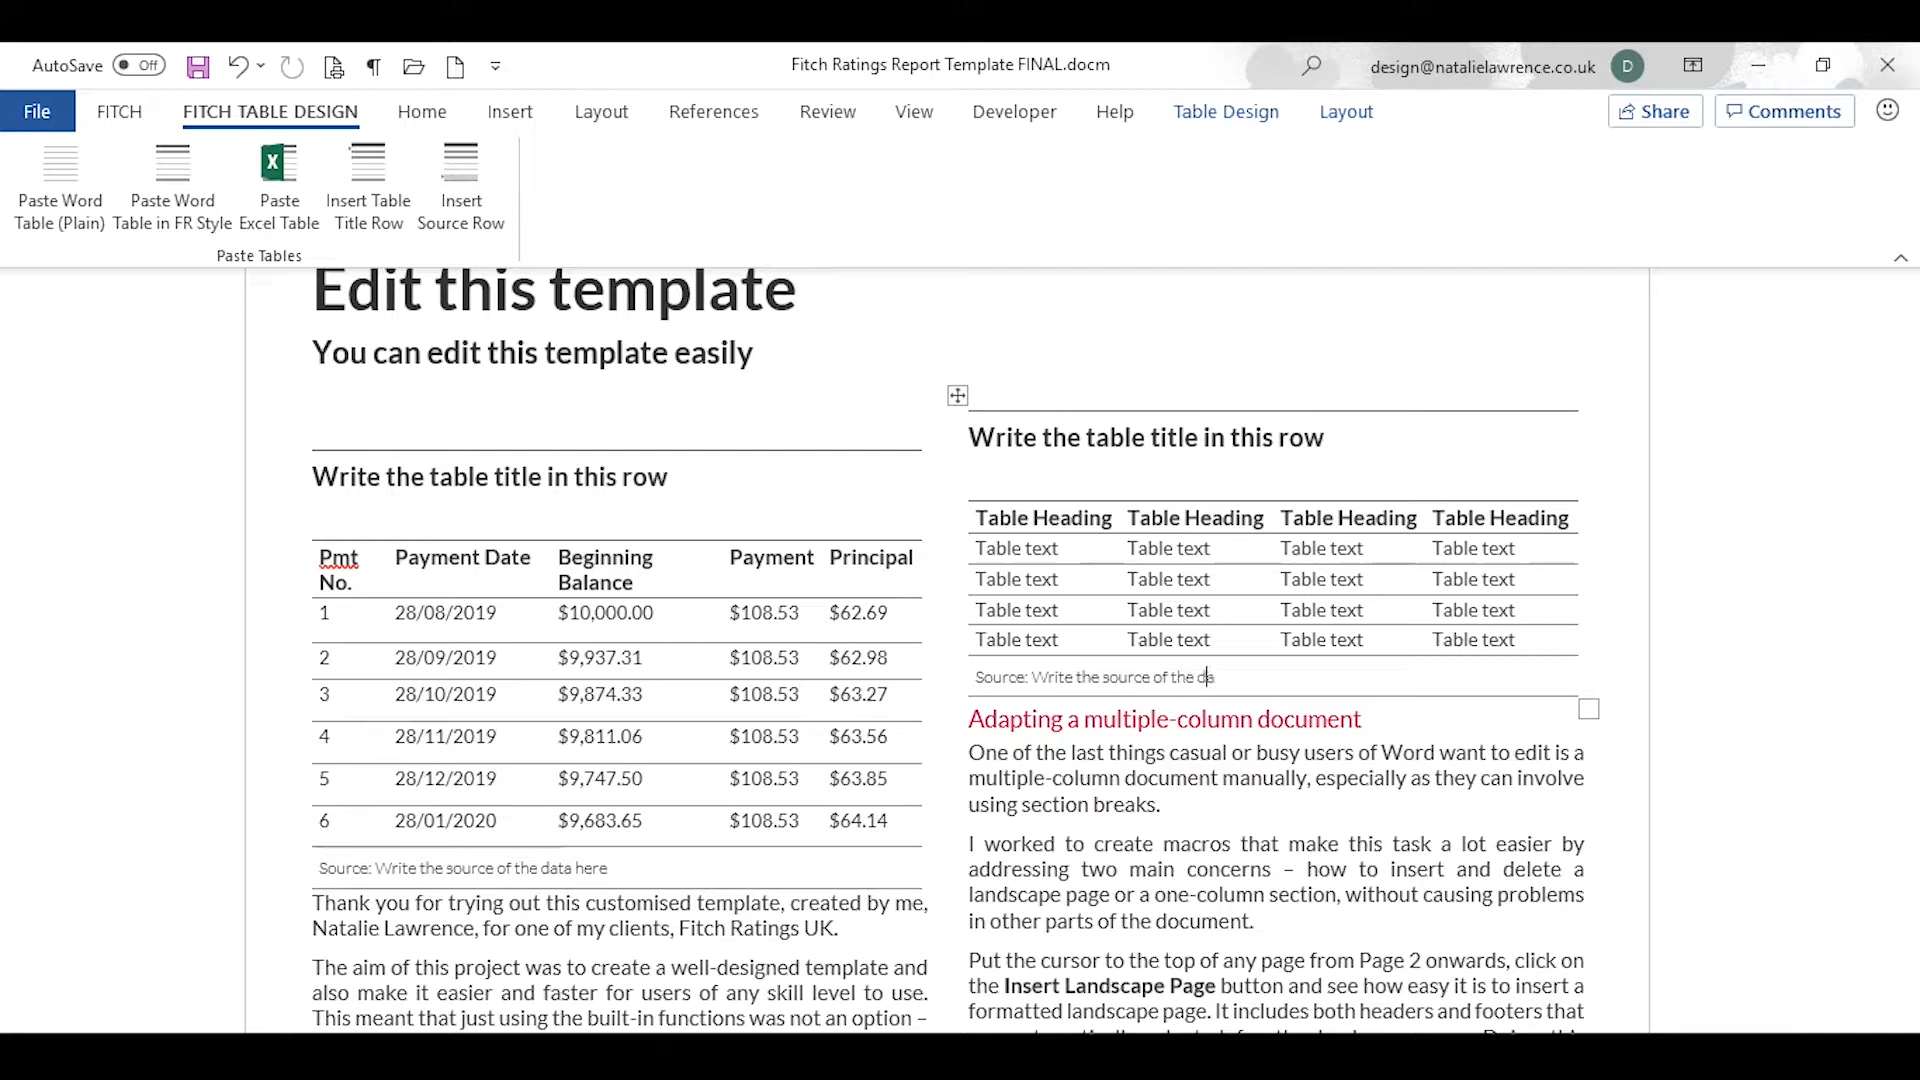 AutoSave Off
Fitch Ratings Report Template FINAL.docm
design@natalielawrence.co.uk D
File FITCH FITCH TABLE DESIGN Home Insert Layout References Review View Developer Help Table Design Layout Share Comments
Paste Word Table (Plain)
Paste Word Table in FR Style
Paste Excel Table
Insert Table Title Row
Insert Source Row
Paste Tables
Edit this template
You can edit this template easily
Write the table title in this row
Pmt No. Payment Date Beginning Balance Payment Principal
1 28/08/2019 $10,000.00 $108.53 $62.69
2 28/09/2019 $9,937.31 $108.53 $62.98
3 28/10/2019 $9,874.33 $108.53 $63.27
4 28/11/2019 $9,811.06 $108.53 $63.56
5 28/12/2019 $9,747.50 $108.53 $63.85
6 28/01/2020 $9,683.65 $108.53 $64.14
Source: Write the source of the data here
Thank you for trying out this customised template, created by me,
Natalie Lawrence, for one of my clients, Fitch Ratings UK.
The aim of this project was to create a well-designed template and
also make it easier and faster for users of any skill level to use.
This meant that just using the built-in functions was not an option –
Write the table title in this row
Table Heading Table Heading Table Heading Table Heading
Table text Table text Table text Table text
Table text Table text Table text Table text
Table text Table text Table text Table text
Table text Table text Table text Table text
Source: Write the source of the da
Adapting a multiple-column document
One of the last things casual or busy users of Word want to edit is a
multiple-column document manually, especially as they can involve
using section breaks.
I worked to create macros that make this task a lot easier by
addressing two main concerns – how to insert and delete a
landscape page or a one-column section, without causing problems
in other parts of the document.
Put the cursor to the top of any page from Page 2 onwards, click on
the Insert Landscape Page button and see how easy it is to insert a
formatted landscape page. It includes both headers and footers that